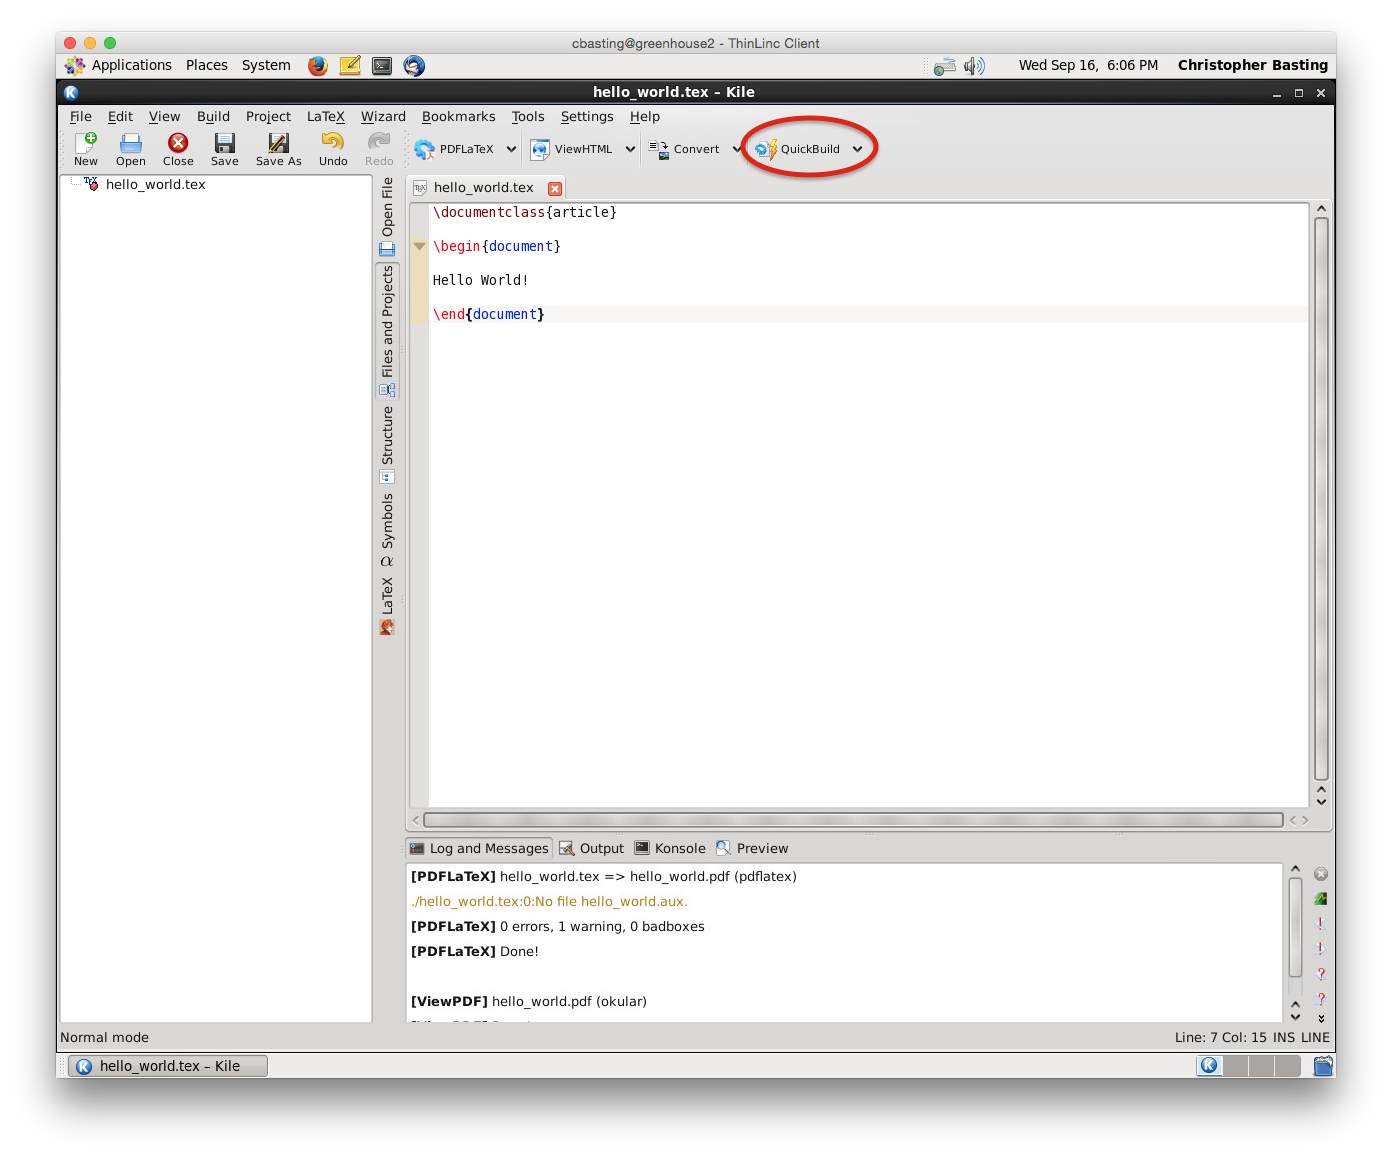 cbasting@greenhouse2 - ThinLinc Client
Applications Places System Wed Sep 16, 6:06 PM Christopher Basting
hello_world.tex – Kile
File Edit View Build Project LaTeX Wizard Bookmarks Tools Settings Help
New Open Close Save Save As Undo Redo PDFLaTeX ViewHTML Convert QuickBuild
hello_world.tex
Open File
Files and Projects
Structure
Symbols
LaTeX
hello_world.tex
\documentclass{article}
\begin{document}
Hello World!
\end{document}
Log and Messages Output Konsole Preview
[PDFLaTeX] hello_world.tex => hello_world.pdf (pdflatex)
./hello_world.tex:0:No file hello_world.aux.
[PDFLaTeX] 0 errors, 1 warning, 0 badboxes
[PDFLaTeX] Done!
[ViewPDF] hello_world.pdf (okular)
Normal mode Line: 7 Col: 15 INS LINE
hello_world.tex – Kile